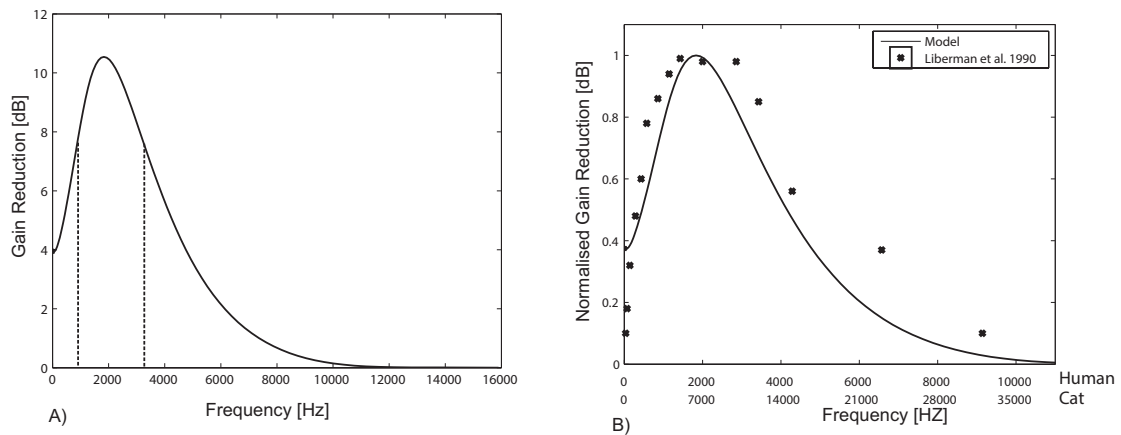 12
10
8
6
4
2
0
0 2000 4000 6000 8000 10000 12000 14000 16000
Gain Reduction [dB]
Frequency [Hz]
A)
1
0.8
0.6
0.4
0.2
0
Normalised Gain Reduction [dB]
Model
Liberman et al. 1990
0 2000 4000 6000 8000 10000 Human
0 7000 14000 21000 28000 35000 Cat
Frequency [HZ]
B)